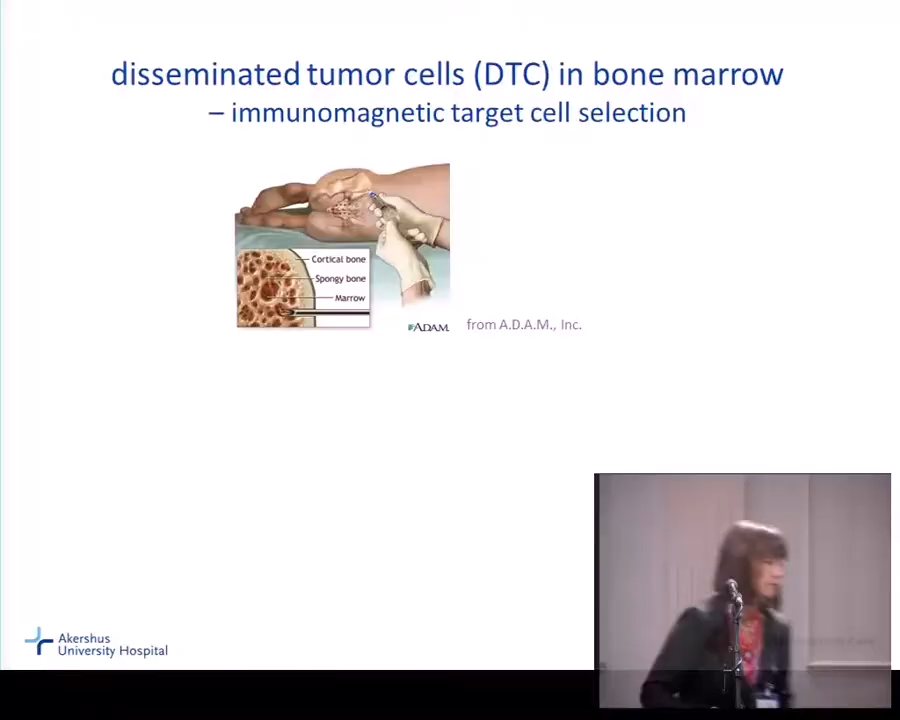 disseminated tumor cells (DTC) in bone marrow
– immunomagnetic target cell selection
Cortical bone
Spongy bone
Marrow
ADAM.
from A.D.A.M., Inc.
Akershus
University Hospital